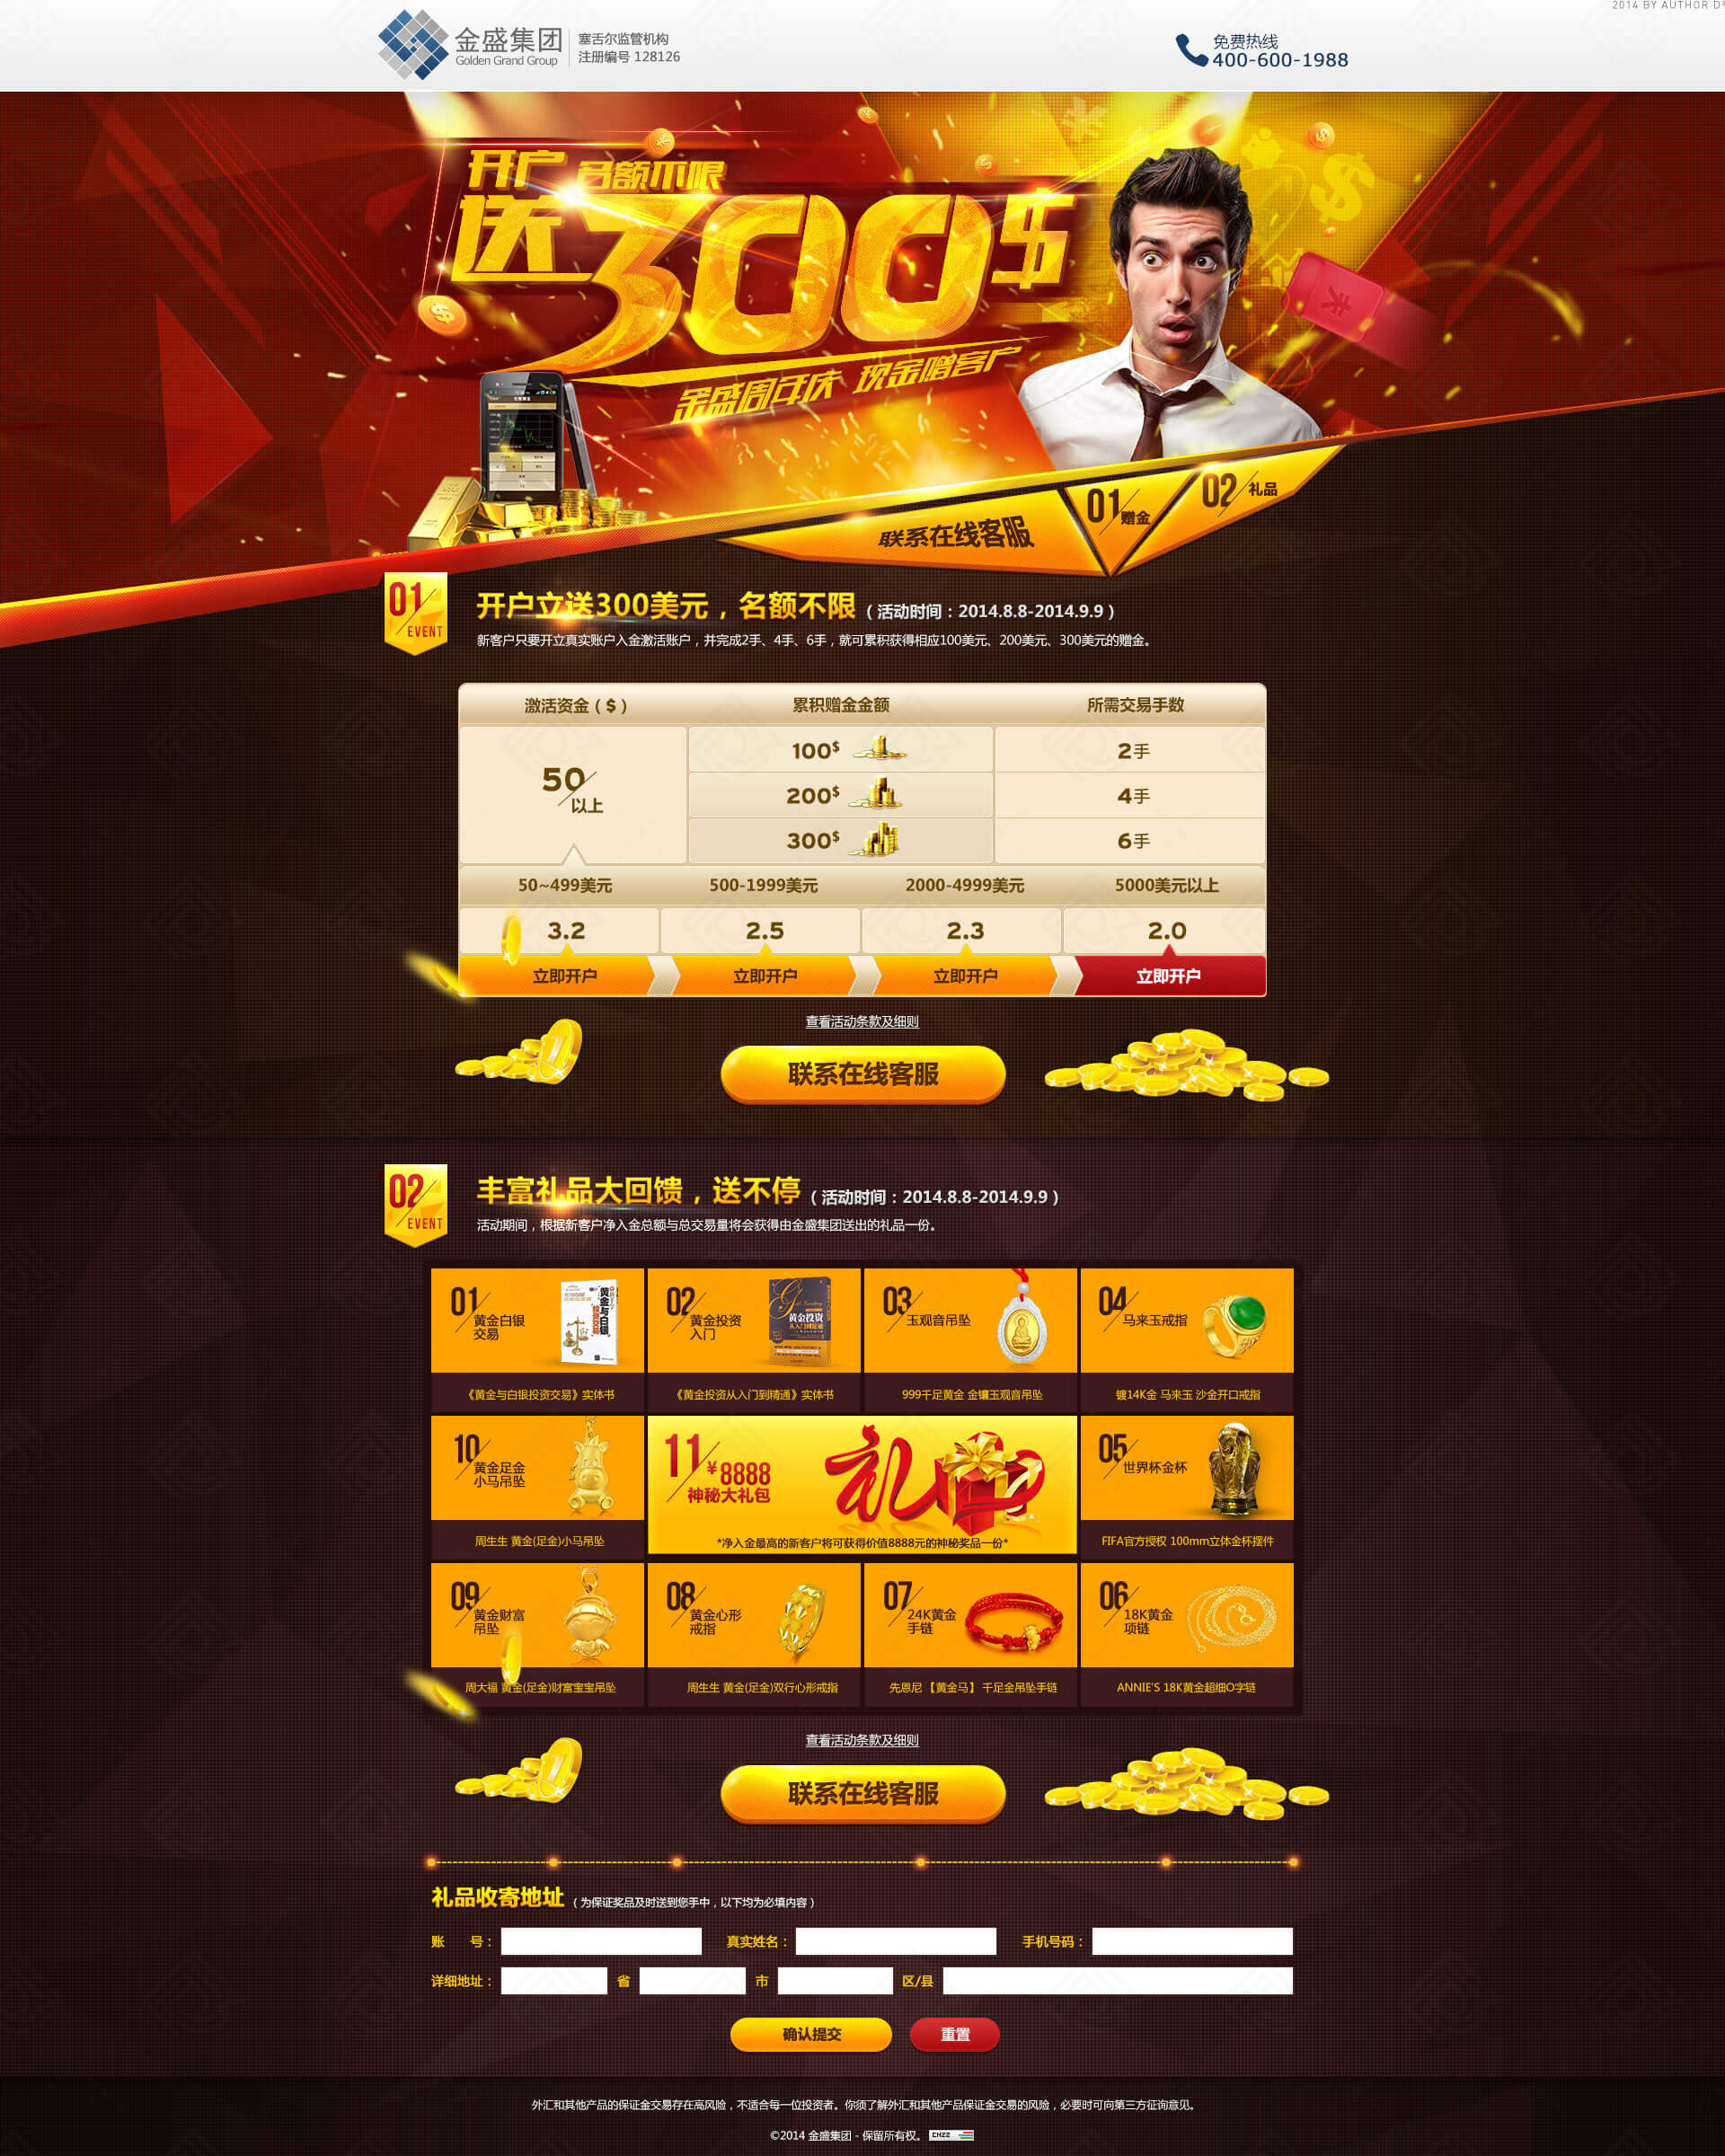 2014 BY AUTHOR D
金盛集团
Golden Grand Group
塞舌尔监管机构
注册编号 128126
免费热线
400-600-1988
开户 名额不限
送300$
金盛周年庆 现金赠客户
联系在线客服
01 赠金
02 礼品
01
EVENT
开户立送300美元，名额不限（活动时间：2014.8.8-2014.9.9）
新客户只要开立真实账户入金激活账户，并完成2手、4手、6手，就可累积获得相应100美元、200美元、300美元的赠金。
激活资金（$） 累积赠金金额 所需交易手数
50以上
100$ 2手
200$ 4手
300$ 6手
50~499美元 500-1999美元 2000-4999美元 5000美元以上
3.2 2.5 2.3 2.0
立即开户 立即开户 立即开户 立即开户
查看活动条款及细则
联系在线客服
02
EVENT
丰富礼品大回馈，送不停（活动时间：2014.8.8-2014.9.9）
活动期间，根据新客户净入金总额与总交易量将会获得由金盛集团送出的礼品一份。
01 黄金白银
交易
黄金与白银
投资交易
《黄金与白银投资交易》实体书
02 黄金投资
入门
黄金投资
从入门到精通
《黄金投资从入门到精通》实体书
03 玉观音吊坠
999千足黄金 金镶玉观音吊坠
04 马来玉戒指
镀14K金 马来玉 沙金开口戒指
10 黄金足金
小马吊坠
周生生 黄金(足金)小马吊坠
11 ¥8888
神秘大礼包
礼
*净入金最高的新客户将可获得价值8888元的神秘奖品一份*
05 世界杯金杯
FIFA官方授权 100mm立体金杯摆件
09 黄金财富
吊坠
周大福 黄金(足金)财富宝宝吊坠
08 黄金心形
戒指
周生生 黄金(足金)双行心形戒指
07 24K黄金
手链
先恩尼 【黄金马】 千足金吊坠手链
06 18K黄金
项链
ANNIE'S 18K黄金超细O字链
查看活动条款及细则
联系在线客服
礼品收寄地址（为保证奖品及时送到您手中，以下均为必填内容）
账 号： 真实姓名： 手机号码：
详细地址： 省 市 区/县
确认提交 重置
外汇和其他产品的保证金交易存在高风险，不适合每一位投资者。你须了解外汇和其他产品保证金交易的风险，必要时可向第三方征询意见。
©2014 金盛集团 - 保留所有权。 CNZZ